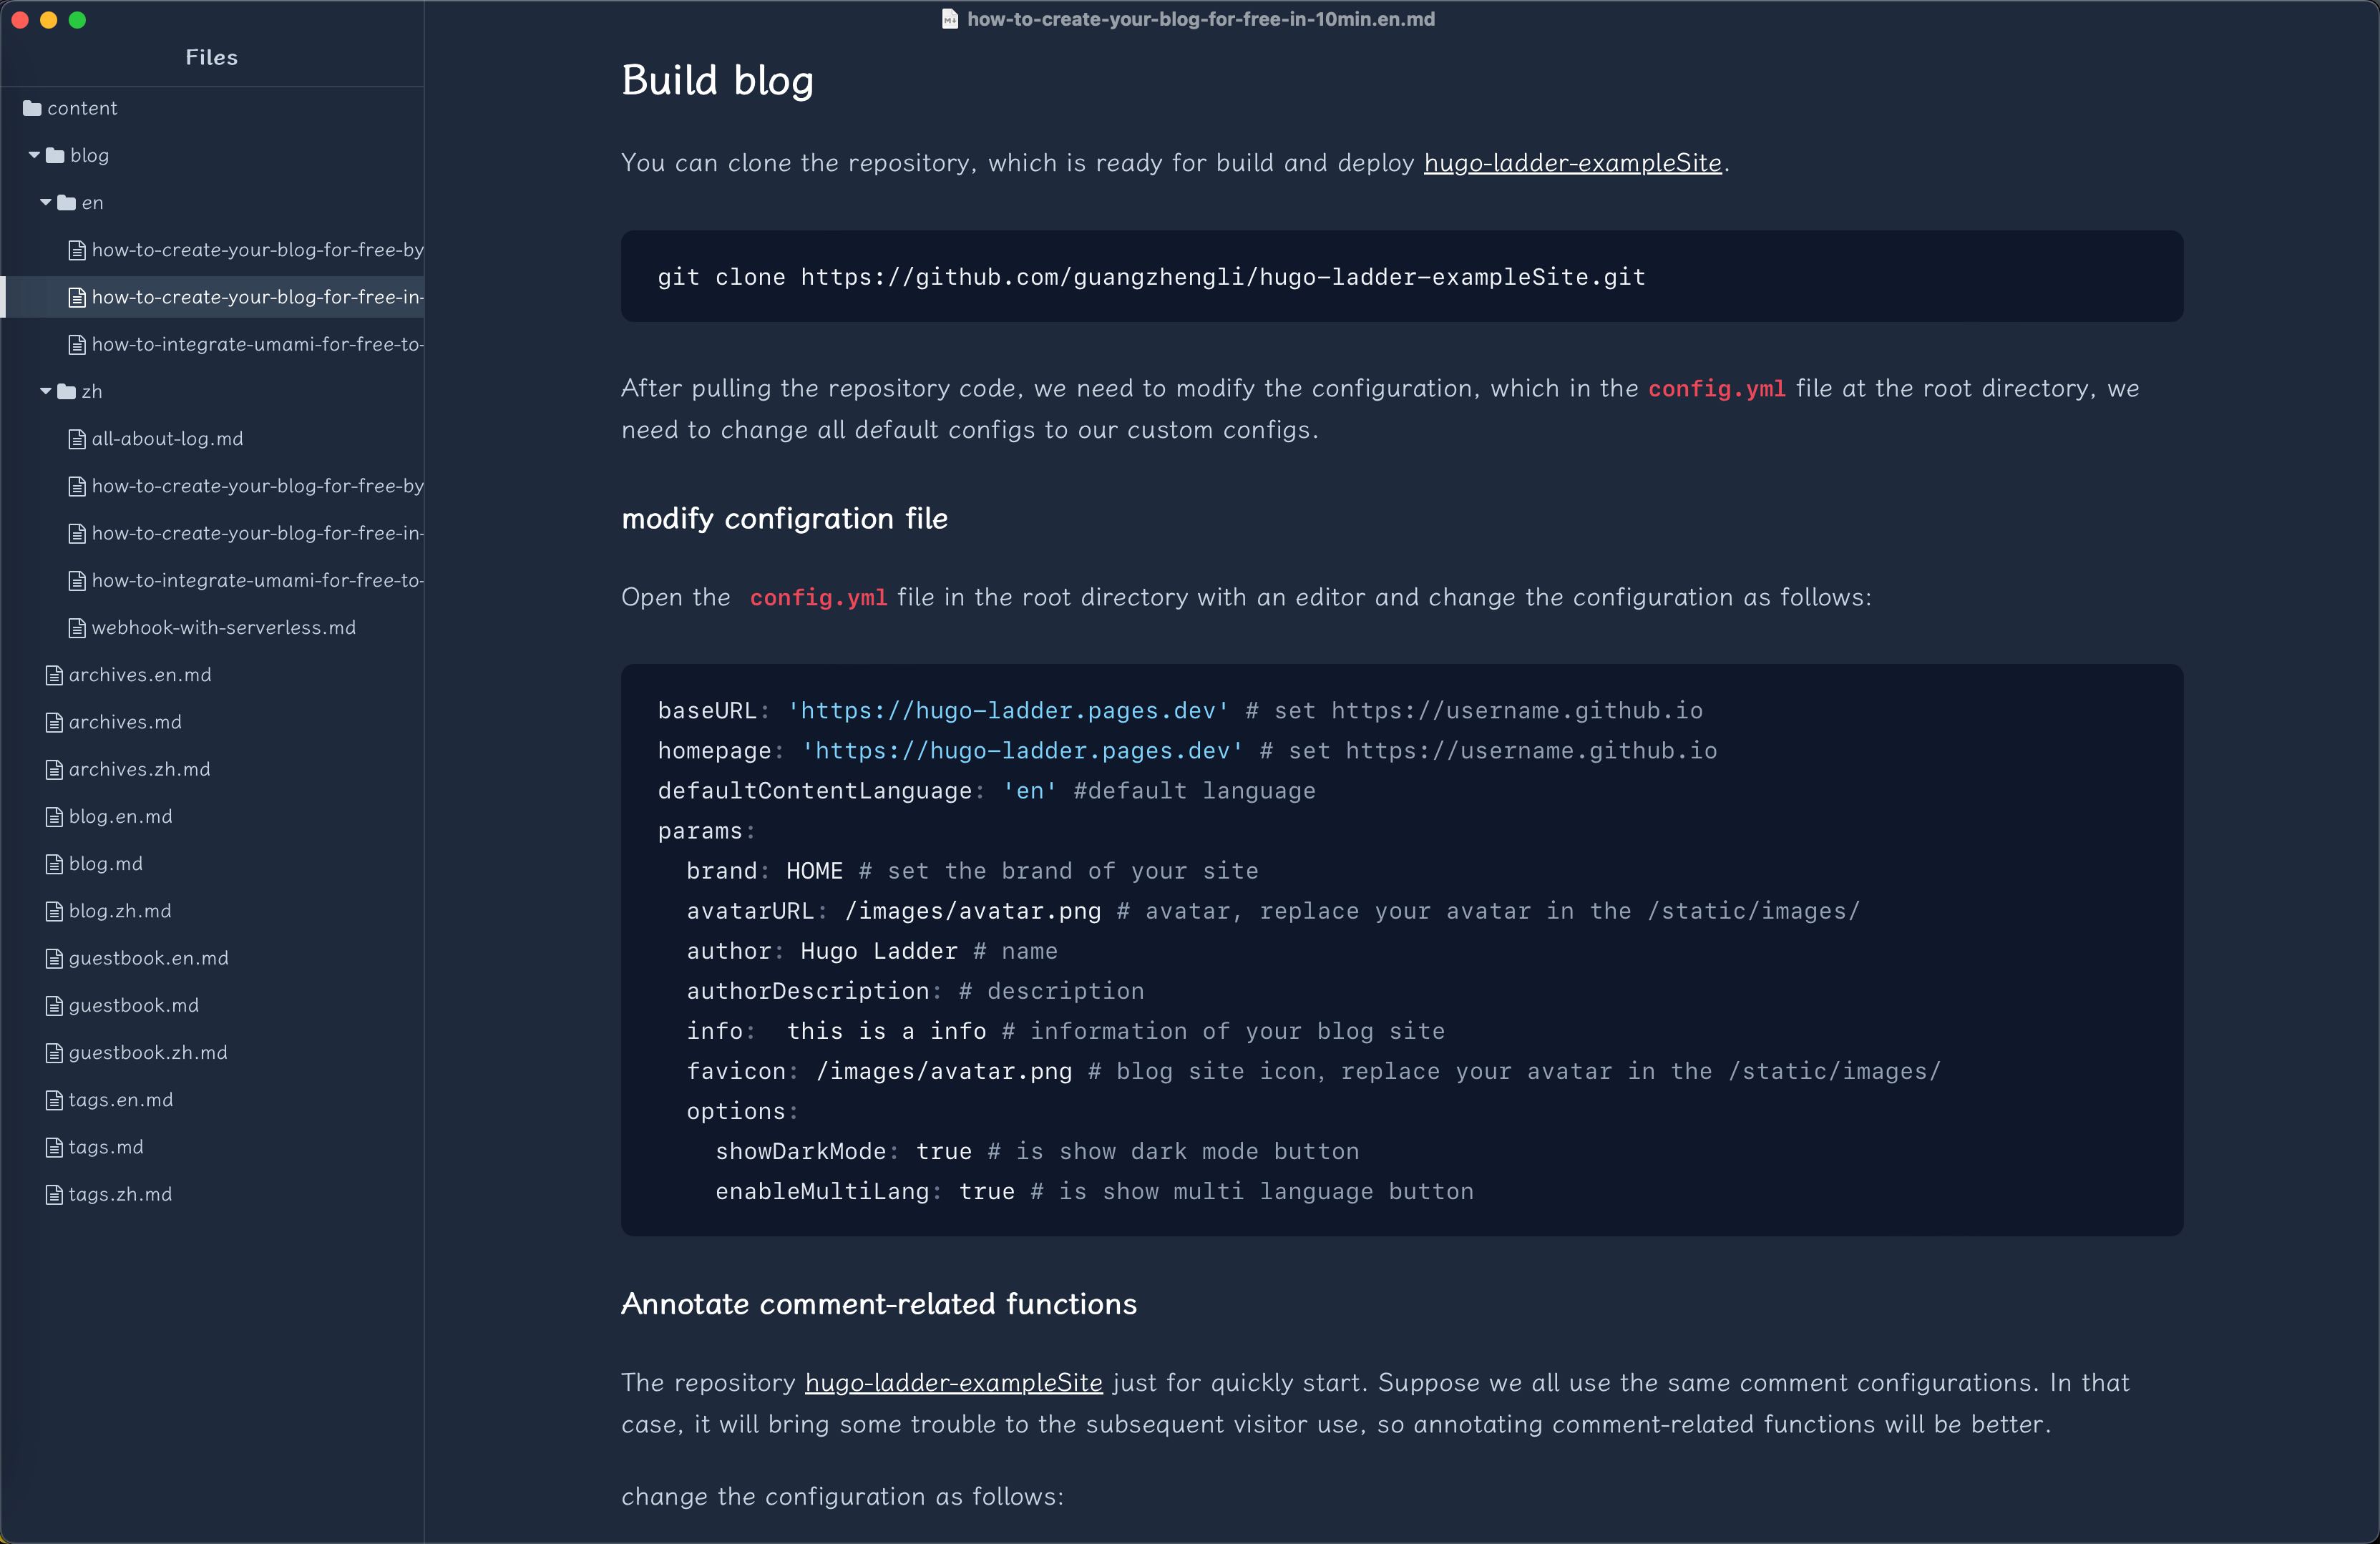 how-to-create-your-blog-for-free-in-10min.en.md
Files
content
blog
en
how-to-create-your-blog-for-free-by
how-to-create-your-blog-for-free-in-
how-to-integrate-umami-for-free-to-
zh
all-about-log.md
how-to-create-your-blog-for-free-by
how-to-create-your-blog-for-free-in-
how-to-integrate-umami-for-free-to-
webhook-with-serverless.md
archives.en.md
archives.md
archives.zh.md
blog.en.md
blog.md
blog.zh.md
guestbook.en.md
guestbook.md
guestbook.zh.md
tags.en.md
tags.md
tags.zh.md
Build blog
You can clone the repository, which is ready for build and deploy hugo-ladder-exampleSite.
git clone https://github.com/guangzhengli/hugo-ladder-exampleSite.git
After pulling the repository code, we need to modify the configuration, which in the config.yml file at the root directory, we
need to change all default configs to our custom configs.
modify configration file
Open the config.yml file in the root directory with an editor and change the configuration as follows:
baseURL: 'https://hugo-ladder.pages.dev' # set https://username.github.io
homepage: 'https://hugo-ladder.pages.dev' # set https://username.github.io
defaultContentLanguage: 'en' #default language
params:
  brand: HOME # set the brand of your site
  avatarURL: /images/avatar.png # avatar, replace your avatar in the /static/images/
  author: Hugo Ladder # name
  authorDescription: # description
  info:  this is a info # information of your blog site
  favicon: /images/avatar.png # blog site icon, replace your avatar in the /static/images/
  options:
    showDarkMode: true # is show dark mode button
    enableMultiLang: true # is show multi language button
Annotate comment-related functions
The repository hugo-ladder-exampleSite just for quickly start. Suppose we all use the same comment configurations. In that
case, it will bring some trouble to the subsequent visitor use, so annotating comment-related functions will be better.
change the configuration as follows: